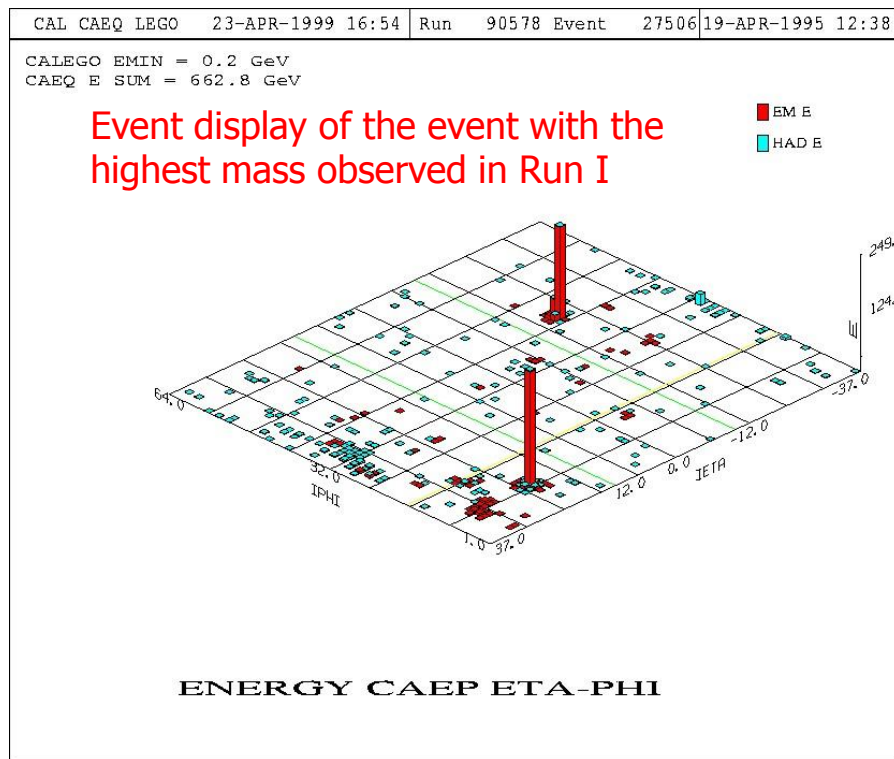 CAL CAEQ LEGO 23-APR-1999 16:54 Run 90578 Event 27506 19-APR-1995 12:38
CALEGO EMIN = 0.2 GeV
CAEQ E SUM = 662.8 GeV
Event display of the event with the
highest mass observed in Run I
EM E
HAD E
249.
124.
E
64.0
32.0
IPHI
1.0
37.0
12.0
0.0
IETA
-12.0
-37.0
ENERGY CAEP ETA-PHI